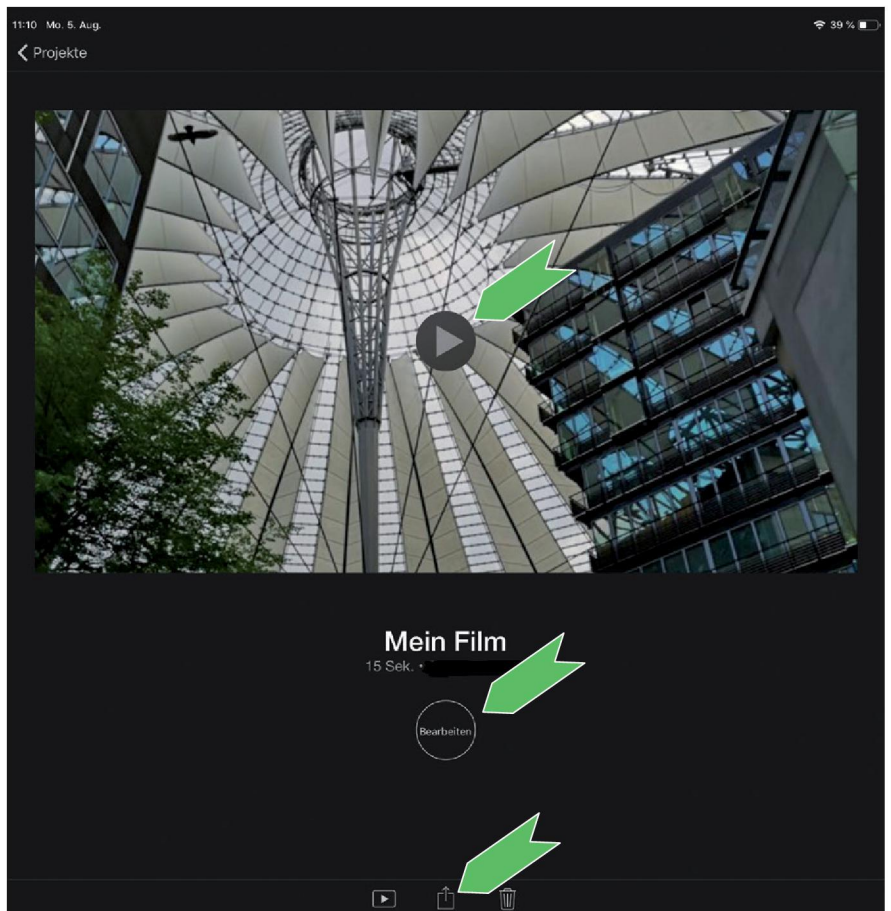 11:10 Mo. 5. Aug. 39 %
Projekte
Mein Film
15 Sek. •
Bearbeiten